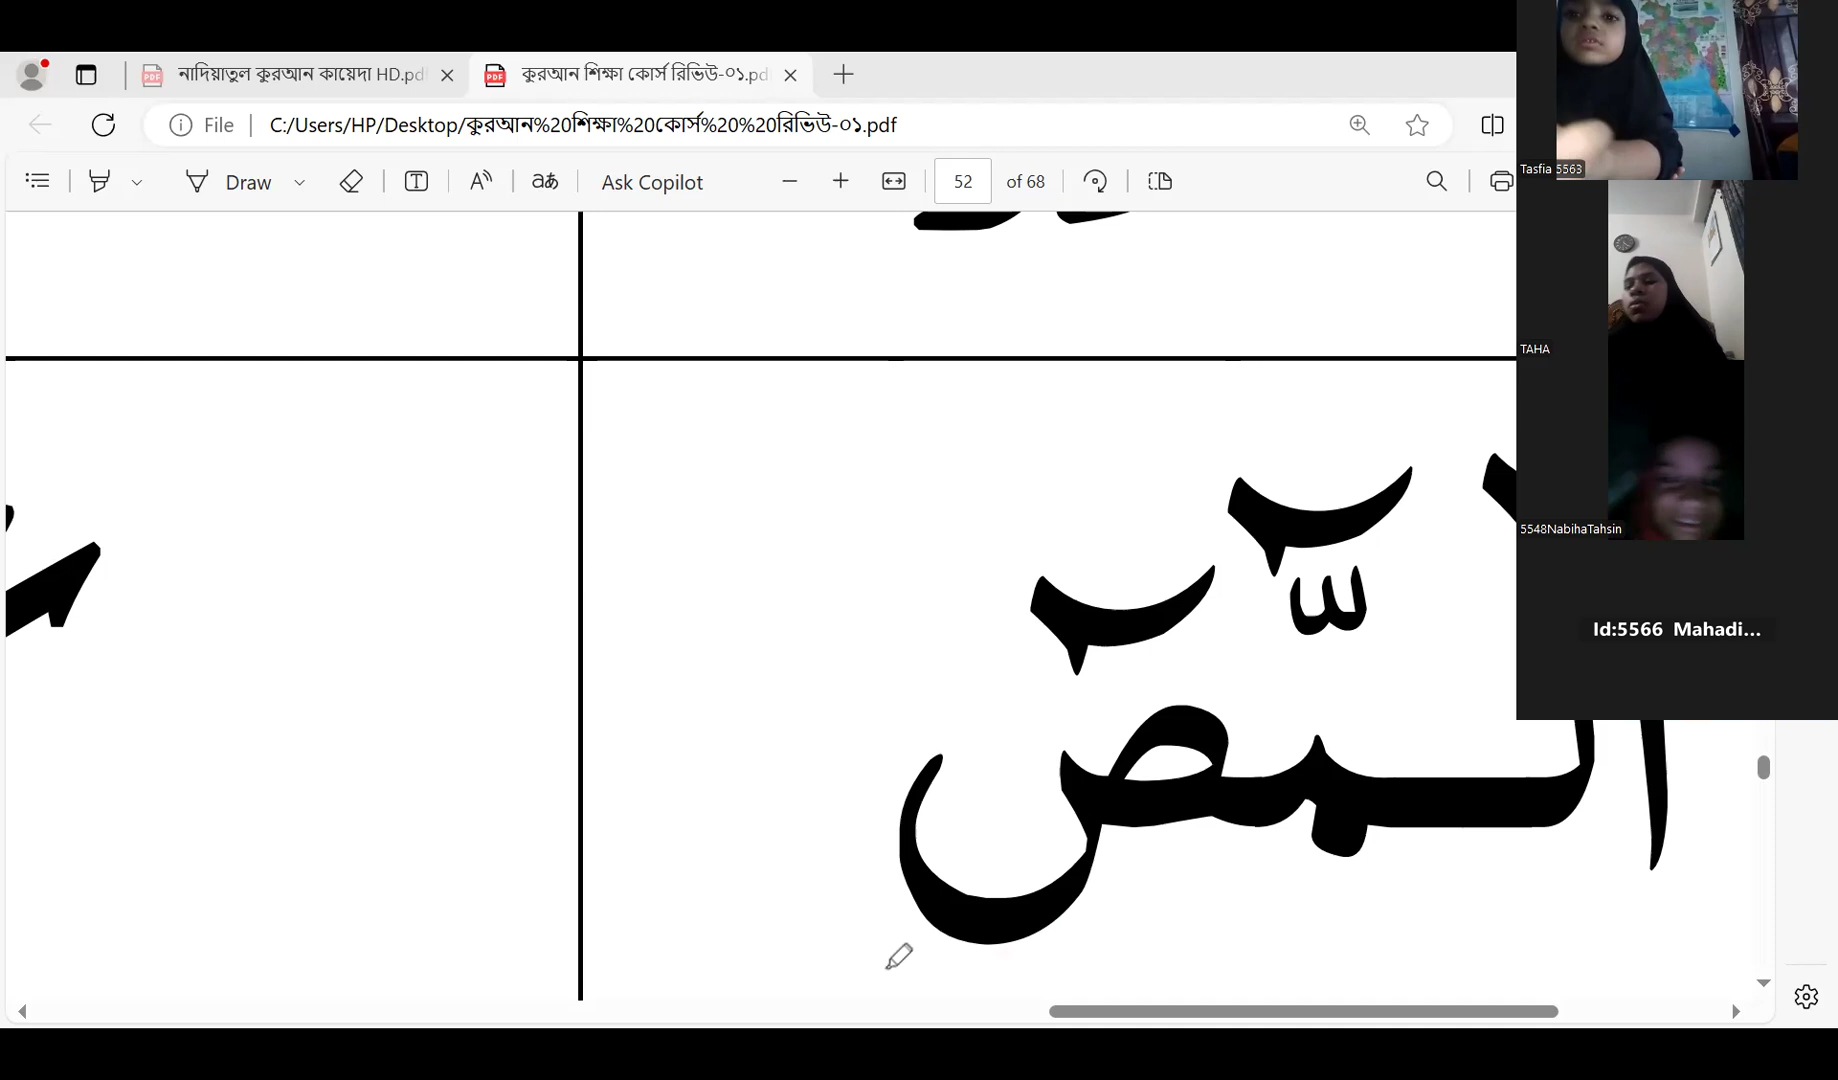 নাদিয়াতুল কুরআন কায়েদা HD.pdf
কুরআন শিক্ষা কোর্স রিভিউ-০১.pd
File
C:/Users/HP/Desktop/কুরআন%20শিক্ষা%20কোর্স%20%20রিভিউ-০১.pdf
Draw
Ask Copilot
52 of 68
Tasfia 5563
TAHA
5548NabihaTahsin
Id:5566 Mahadi...
الٓمّٓصٓ